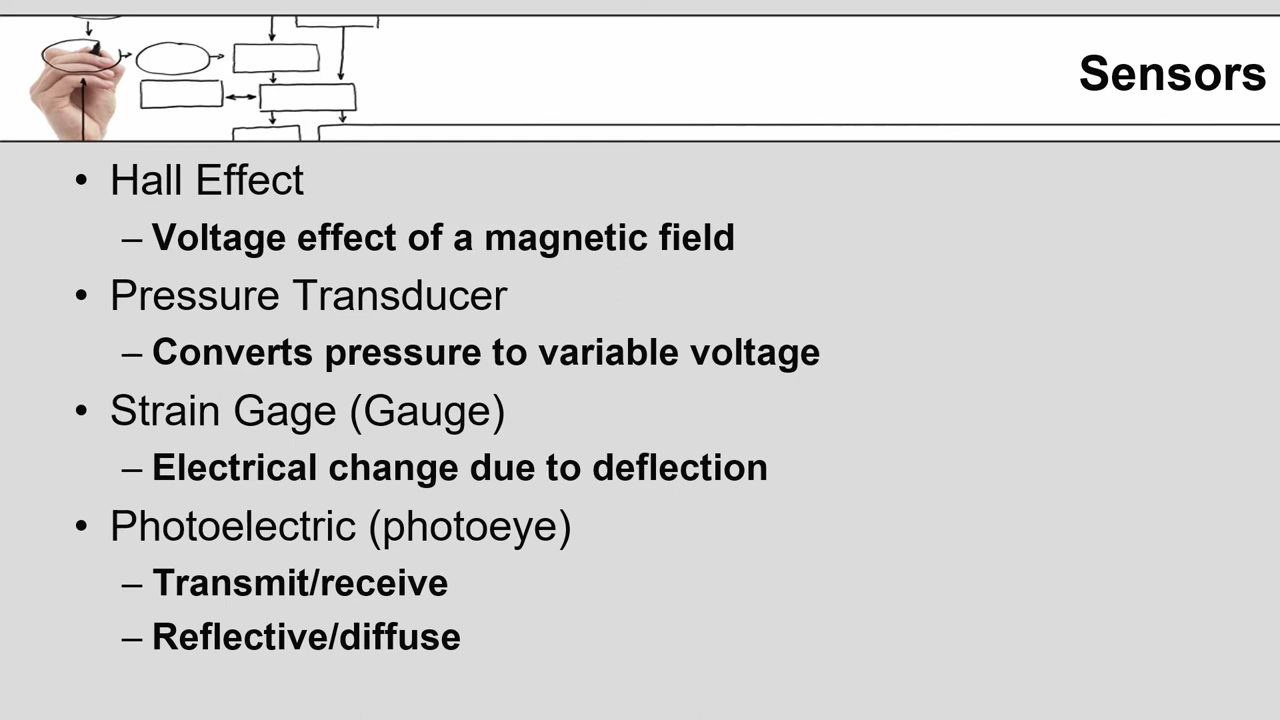 Sensors
• Hall Effect
– Voltage effect of a magnetic field
• Pressure Transducer
– Converts pressure to variable voltage
• Strain Gage (Gauge)
– Electrical change due to deflection
• Photoelectric (photoeye)
– Transmit/receive
– Reflective/diffuse